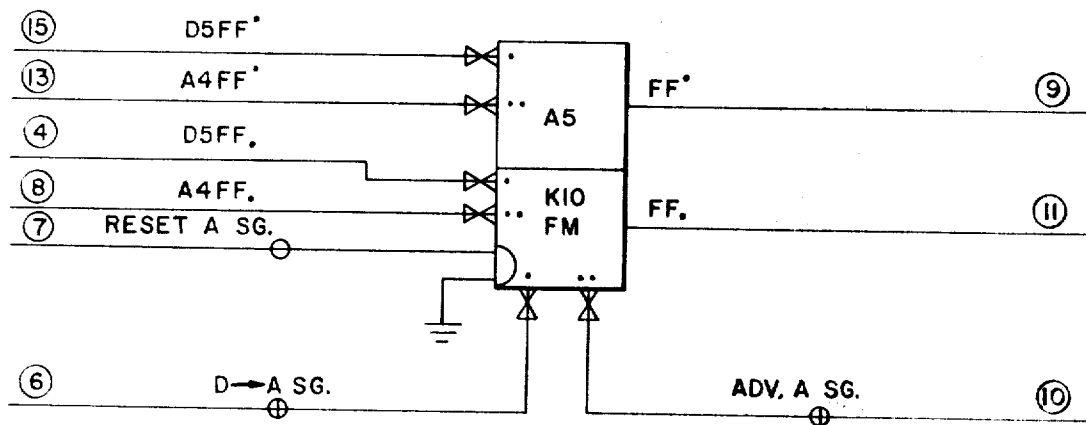 15 D5FF•
13 A4FF•
4 D5FF.
8 A4FF.
7 RESET A SG.
A5
K10
FM
FF• 9
FF. 11
6 D→A SG.
ADV. A SG. 10